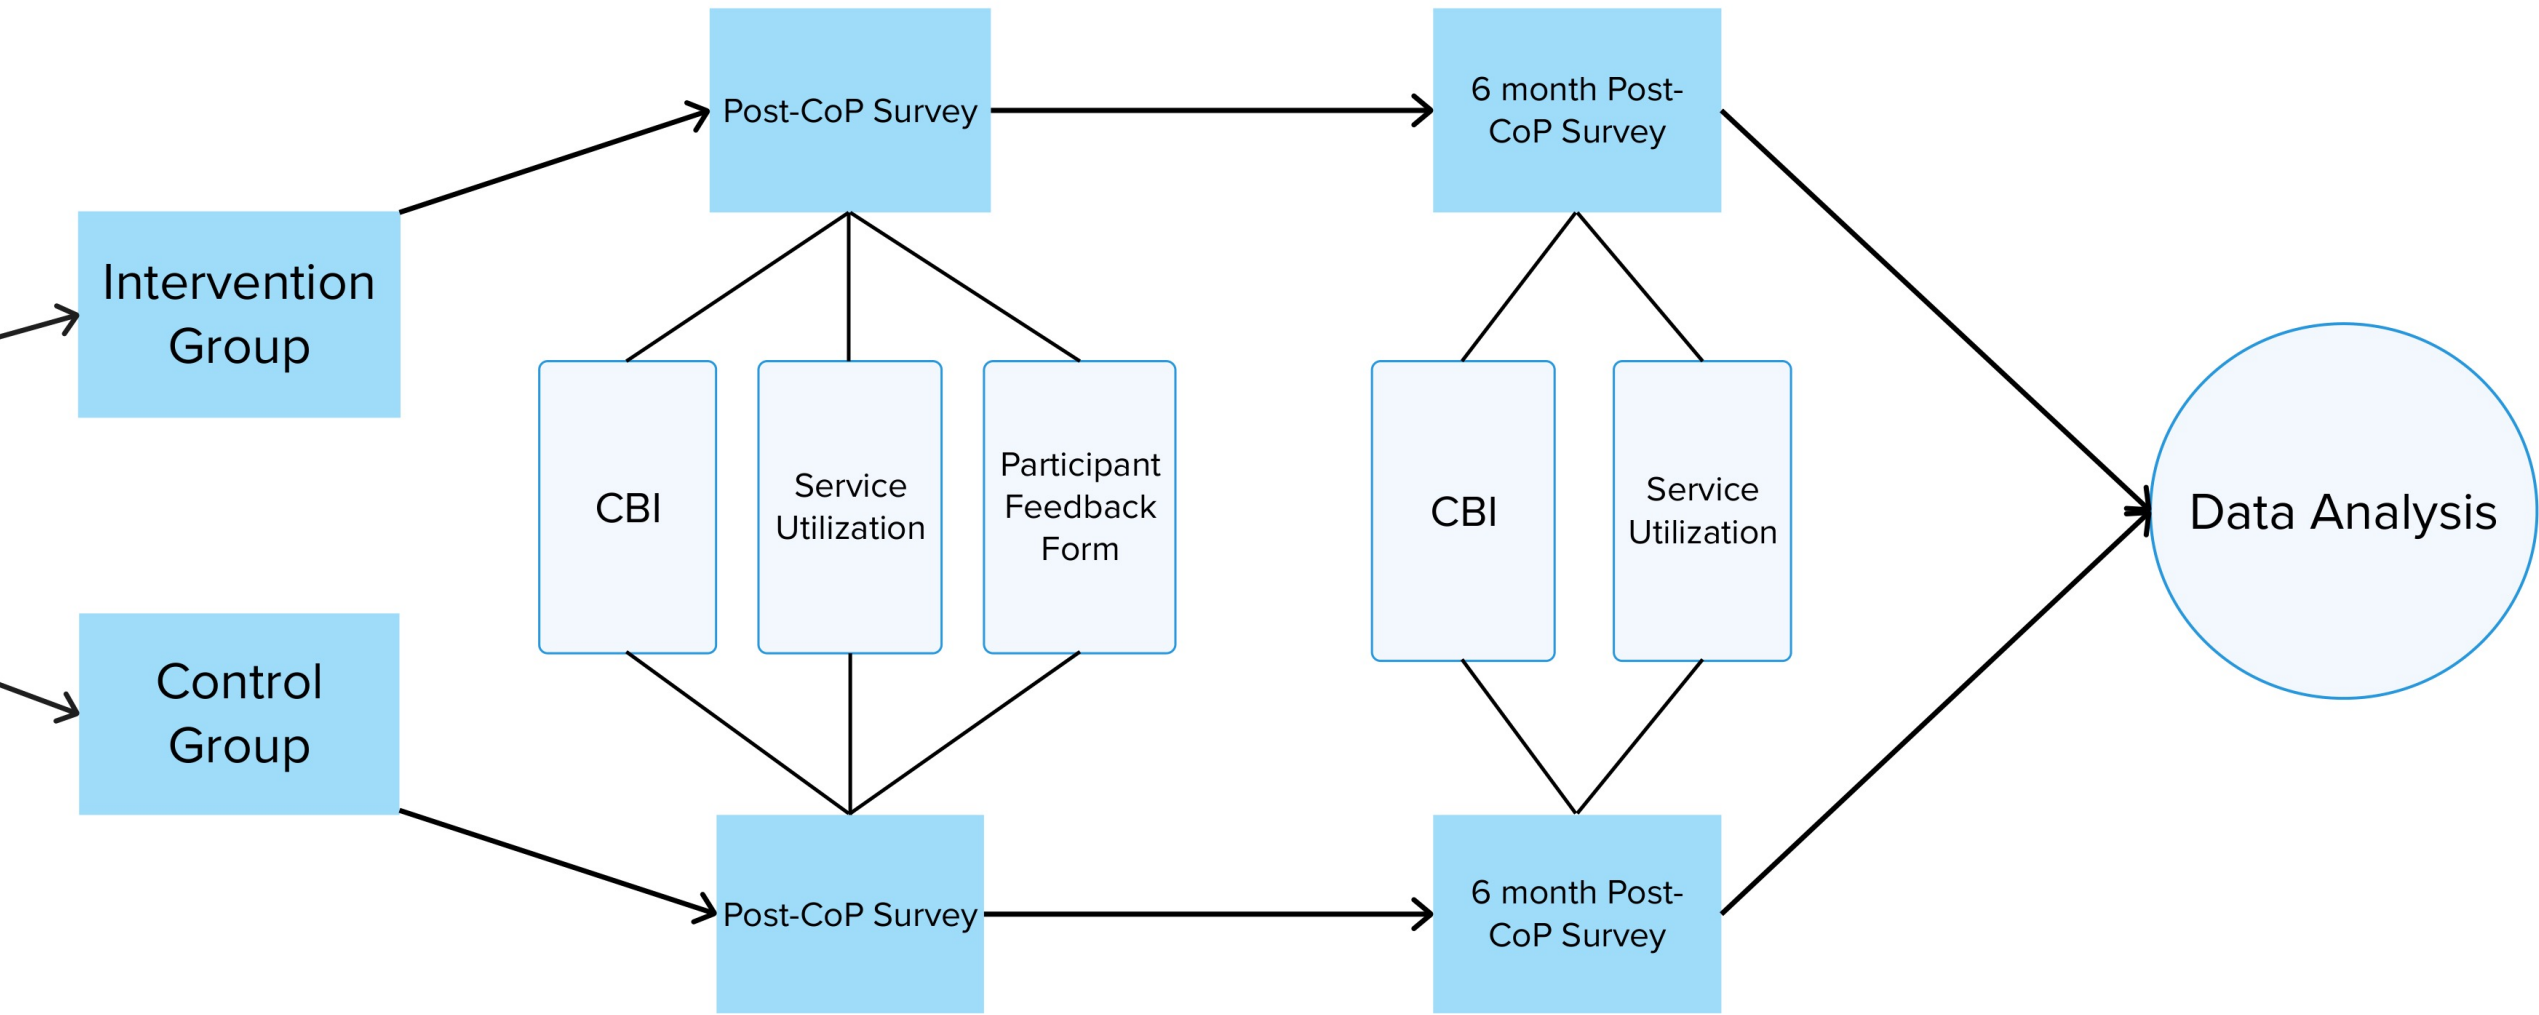 Post-CoP Survey
6 month Post-
CoP Survey
Intervention
Group
CBI
Service
Utilization
Participant
Feedback
Form
CBI
Service
Utilization
Data Analysis
Control
Group
Post-CoP Survey
6 month Post-
CoP Survey